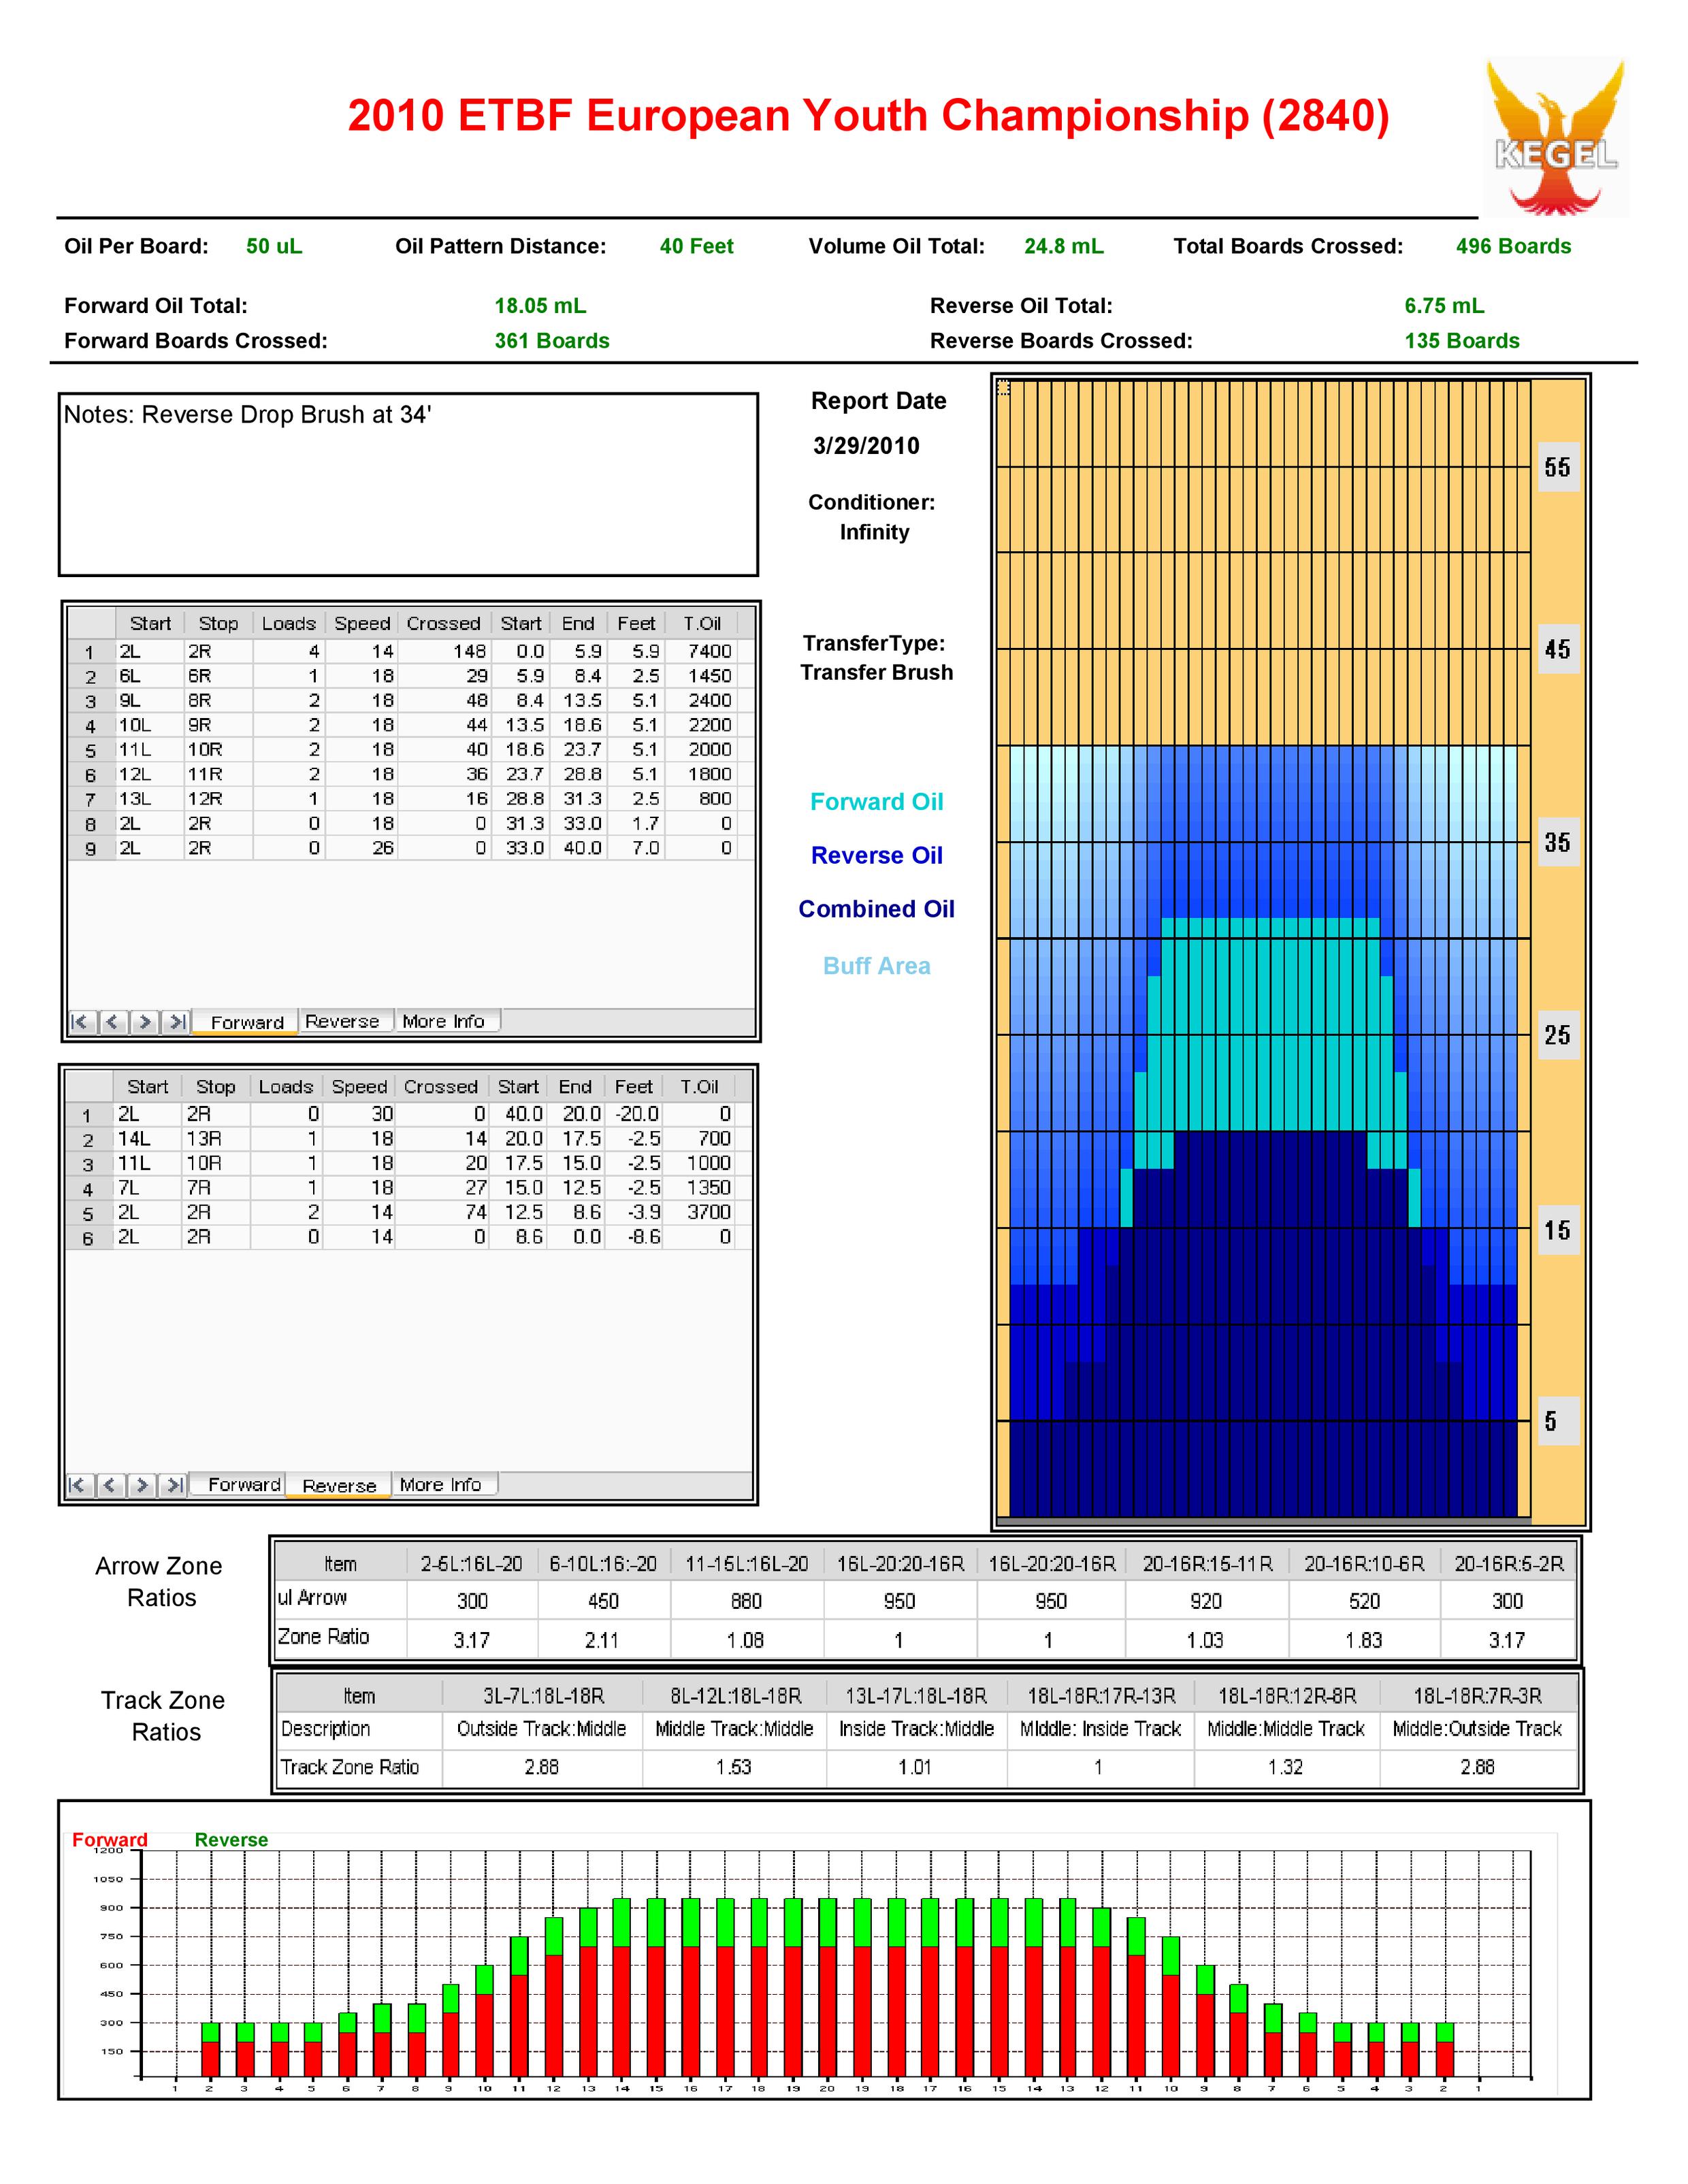 2010 ETBF European Youth Championship (2840)
KEGEL
Oil Per Board: 50 uL Oil Pattern Distance: 40 Feet Volume Oil Total: 24.8 mL Total Boards Crossed: 496 Boards
Forward Oil Total: 18.05 mL Reverse Oil Total: 6.75 mL
Forward Boards Crossed: 361 Boards Reverse Boards Crossed: 135 Boards
Notes: Reverse Drop Brush at 34'
Start Stop Loads Speed Crossed Start End Feet T.Oil
1 2L 2R 4 14 148 0.0 5.9 5.9 7400
2 6L 6R 1 18 29 5.9 8.4 2.5 1450
3 9L 8R 2 18 48 8.4 13.5 5.1 2400
4 10L 9R 2 18 44 13.5 18.6 5.1 2200
5 11L 10R 2 18 40 18.6 23.7 5.1 2000
6 12L 11R 2 18 36 23.7 28.8 5.1 1800
7 13L 12R 1 18 16 28.8 31.3 2.5 800
8 2L 2R 0 18 0 31.3 33.0 1.7 0
9 2L 2R 0 26 0 33.0 40.0 7.0 0
Forward Reverse More Info
Start Stop Loads Speed Crossed Start End Feet T.Oil
1 2L 2R 0 30 0 40.0 20.0 -20.0 0
2 14L 13R 1 18 14 20.0 17.5 -2.5 700
3 11L 10R 1 18 20 17.5 15.0 -2.5 1000
4 7L 7R 1 18 27 15.0 12.5 -2.5 1350
5 2L 2R 2 14 74 12.5 8.6 -3.9 3700
6 2L 2R 0 14 0 8.6 0.0 -8.6 0
Forward Reverse More Info
Report Date
3/29/2010
Conditioner:
Infinity
TransferType:
Transfer Brush
Forward Oil
Reverse Oil
Combined Oil
Buff Area
55
45
35
25
15
5
Arrow Zone
Ratios
Item 2-5L:16L-20 6-10L:16:-20 11-15L:16L-20 16L-20:20-16R 16L-20:20-16R 20-16R:15-11R 20-16R:10-6R 20-16R:5-2R
ul Arrow 300 450 880 950 950 920 520 300
Zone Ratio 3.17 2.11 1.08 1 1 1.03 1.83 3.17
Track Zone
Ratios
Item 3L-7L:18L-18R 8L-12L:18L-18R 13L-17L:18L-18R 18L-18R:17R-13R 18L-18R:12R-8R 18L-18R:7R-3R
Description Outside Track:Middle Middle Track:Middle Inside Track:Middle MIddle: Inside Track Middle:Middle Track Middle:Outside Track
Track Zone Ratio 2.88 1.53 1.01 1 1.32 2.88
Forward Reverse
1200
1050
900
750
600
450
300
150
1 2 3 4 5 6 7 8 9 10 11 12 13 14 15 16 17 18 19 20 19 18 17 16 15 14 13 12 11 10 9 8 7 6 5 4 3 2 1